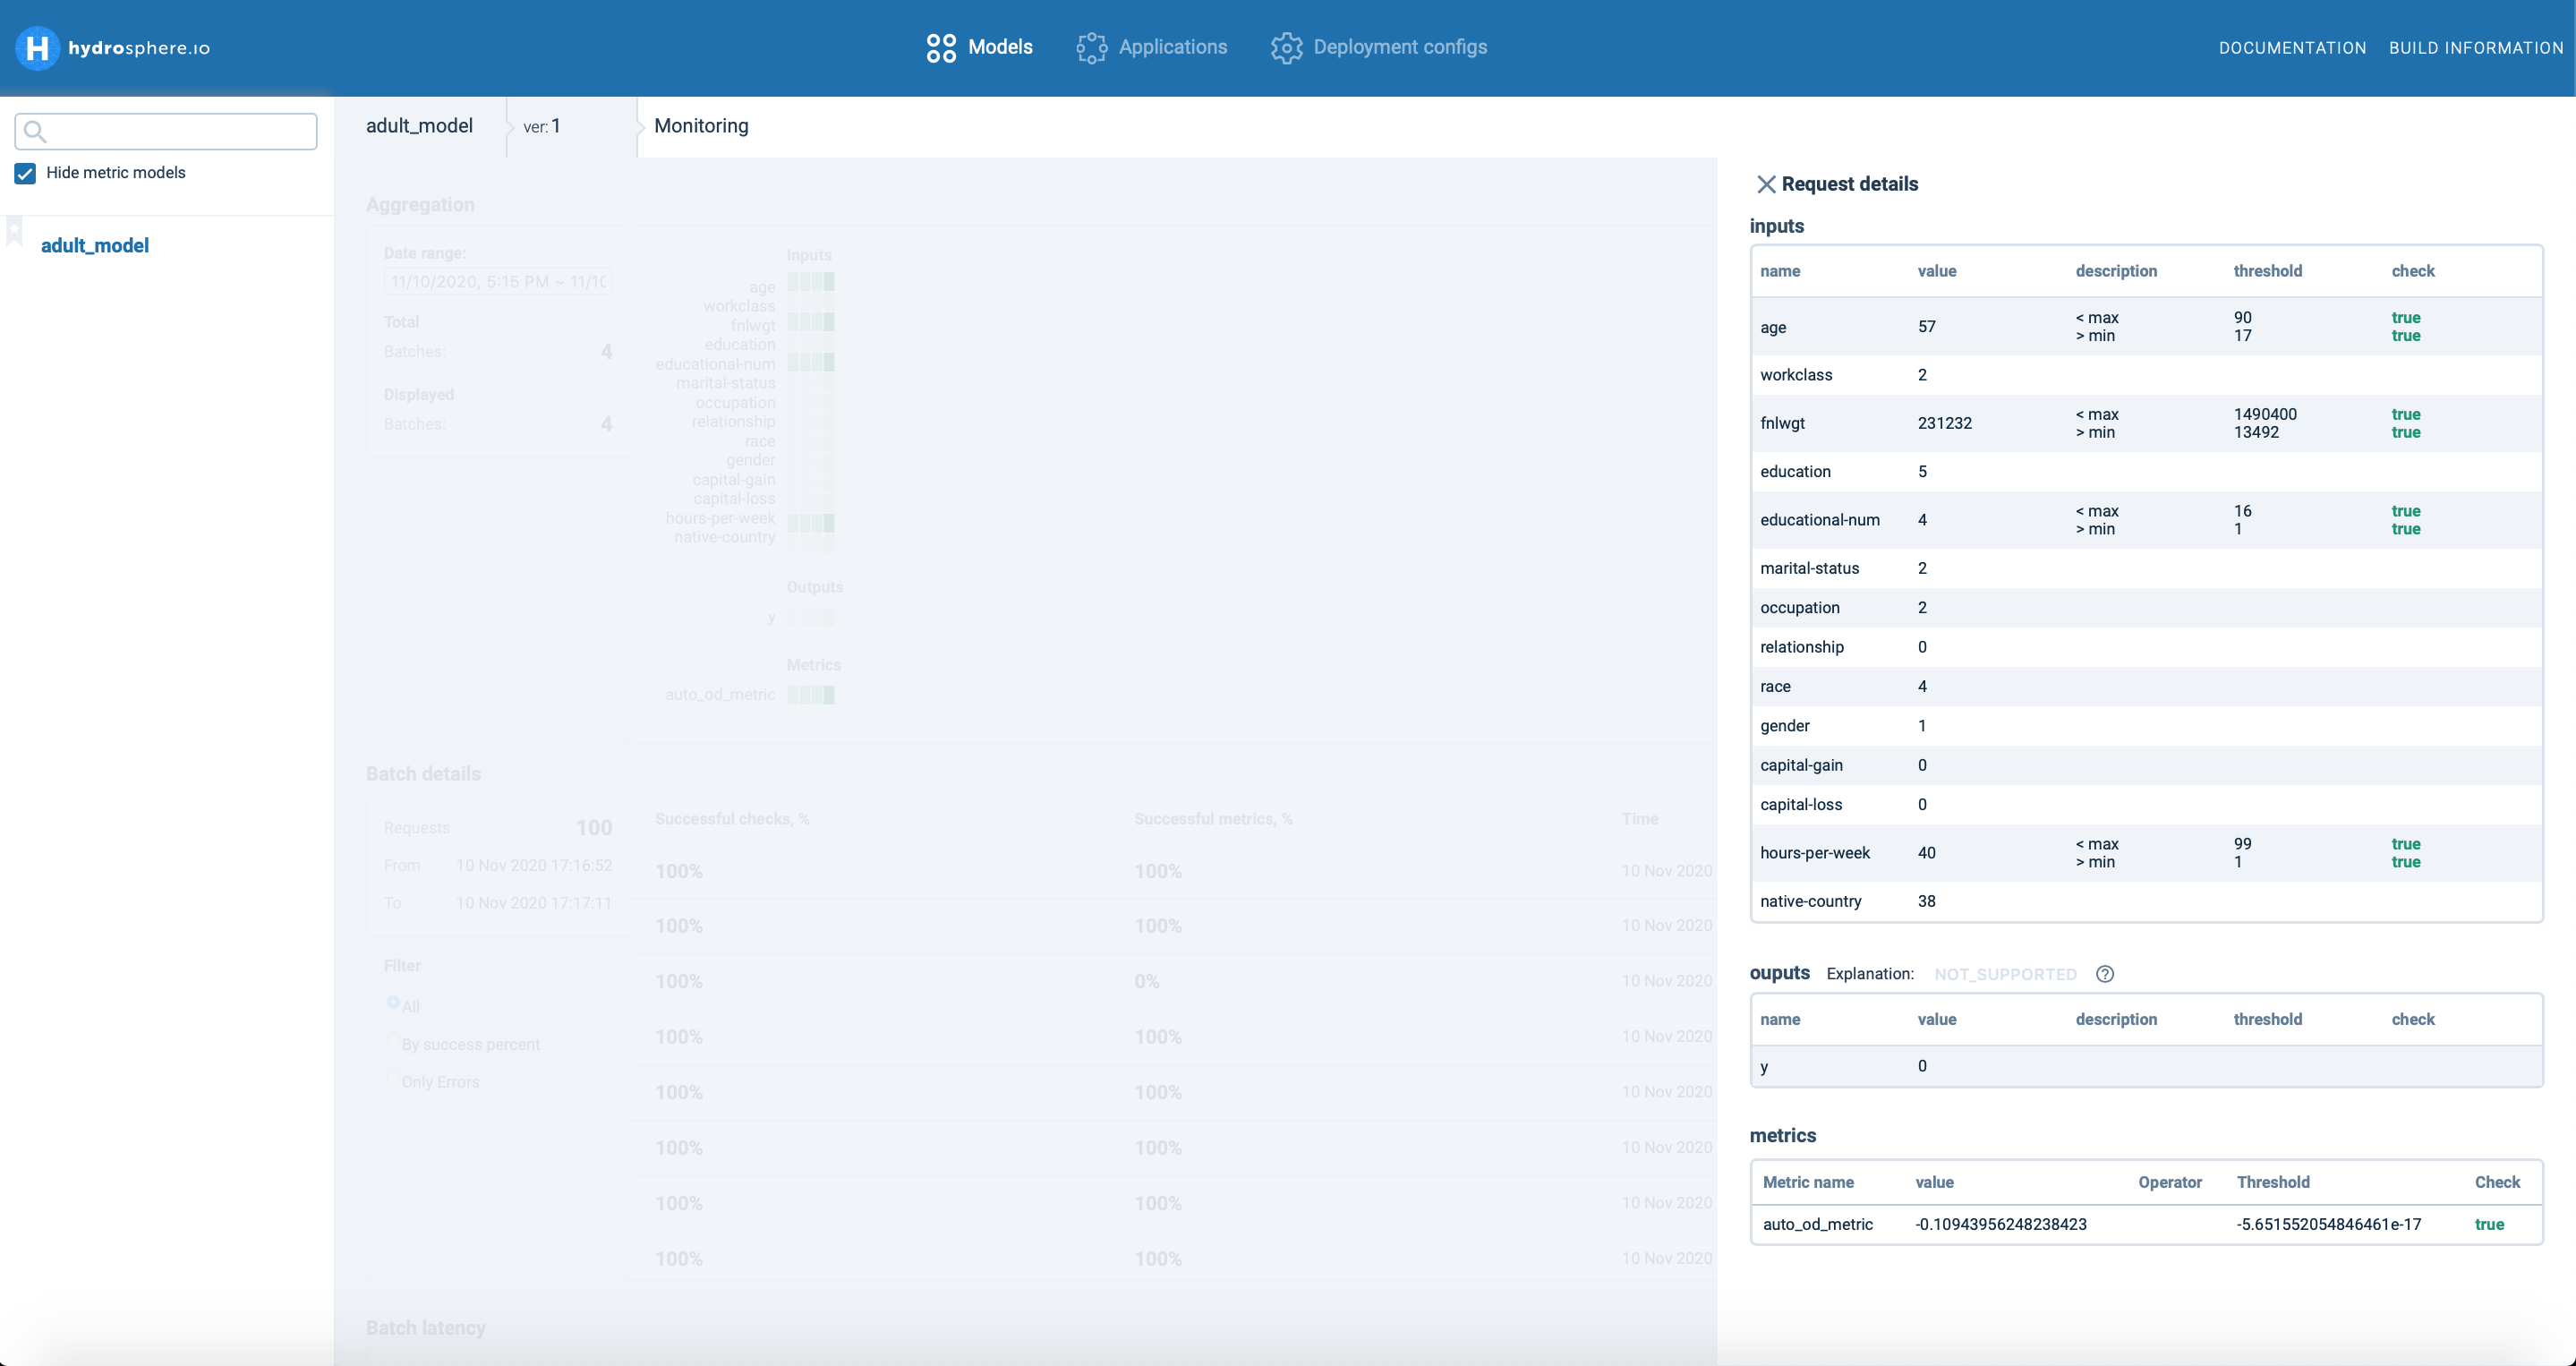 hydrosphere.io
Models
Applications
Deployment configs
DOCUMENTATION
BUILD INFORMATION
Hide metric models
adult_model
adult_model
ver: 1
Monitoring
Aggregation
Date range:
11/10/2020, 5:15 PM ~ 11/10
Total
Batches: 4
Displayed
Batches: 4
Inputs
age
workclass
fnlwgt
education
educational-num
marital-status
occupation
relationship
race
gender
capital-gain
capital-loss
hours-per-week
native-country
Outputs
y
Metrics
auto_od_metric
Batch details
Requests 100
From 10 Nov 2020 17:16:52
To 10 Nov 2020 17:17:11
Filter
All
By success percent
Only Errors
Successful checks, % Successful metrics, % Time
100% 100% 10 Nov 2020
100% 100% 10 Nov 2020
100% 0% 10 Nov 2020
100% 100% 10 Nov 2020
100% 100% 10 Nov 2020
100% 100% 10 Nov 2020
100% 100% 10 Nov 2020
100% 100% 10 Nov 2020
Batch latency
Request details
inputs
name value description threshold check
age 57 < max 90 true
> min 17 true
workclass 2
fnlwgt 231232 < max 1490400 true
> min 13492 true
education 5
educational-num 4 < max 16 true
> min 1 true
marital-status 2
occupation 2
relationship 0
race 4
gender 1
capital-gain 0
capital-loss 0
hours-per-week 40 < max 99 true
> min 1 true
native-country 38
ouputs Explanation: NOT_SUPPORTED ?
name value description threshold check
y 0
metrics
Metric name value Operator Threshold Check
auto_od_metric -0.10943956248238423 -5.651552054846461e-17 true